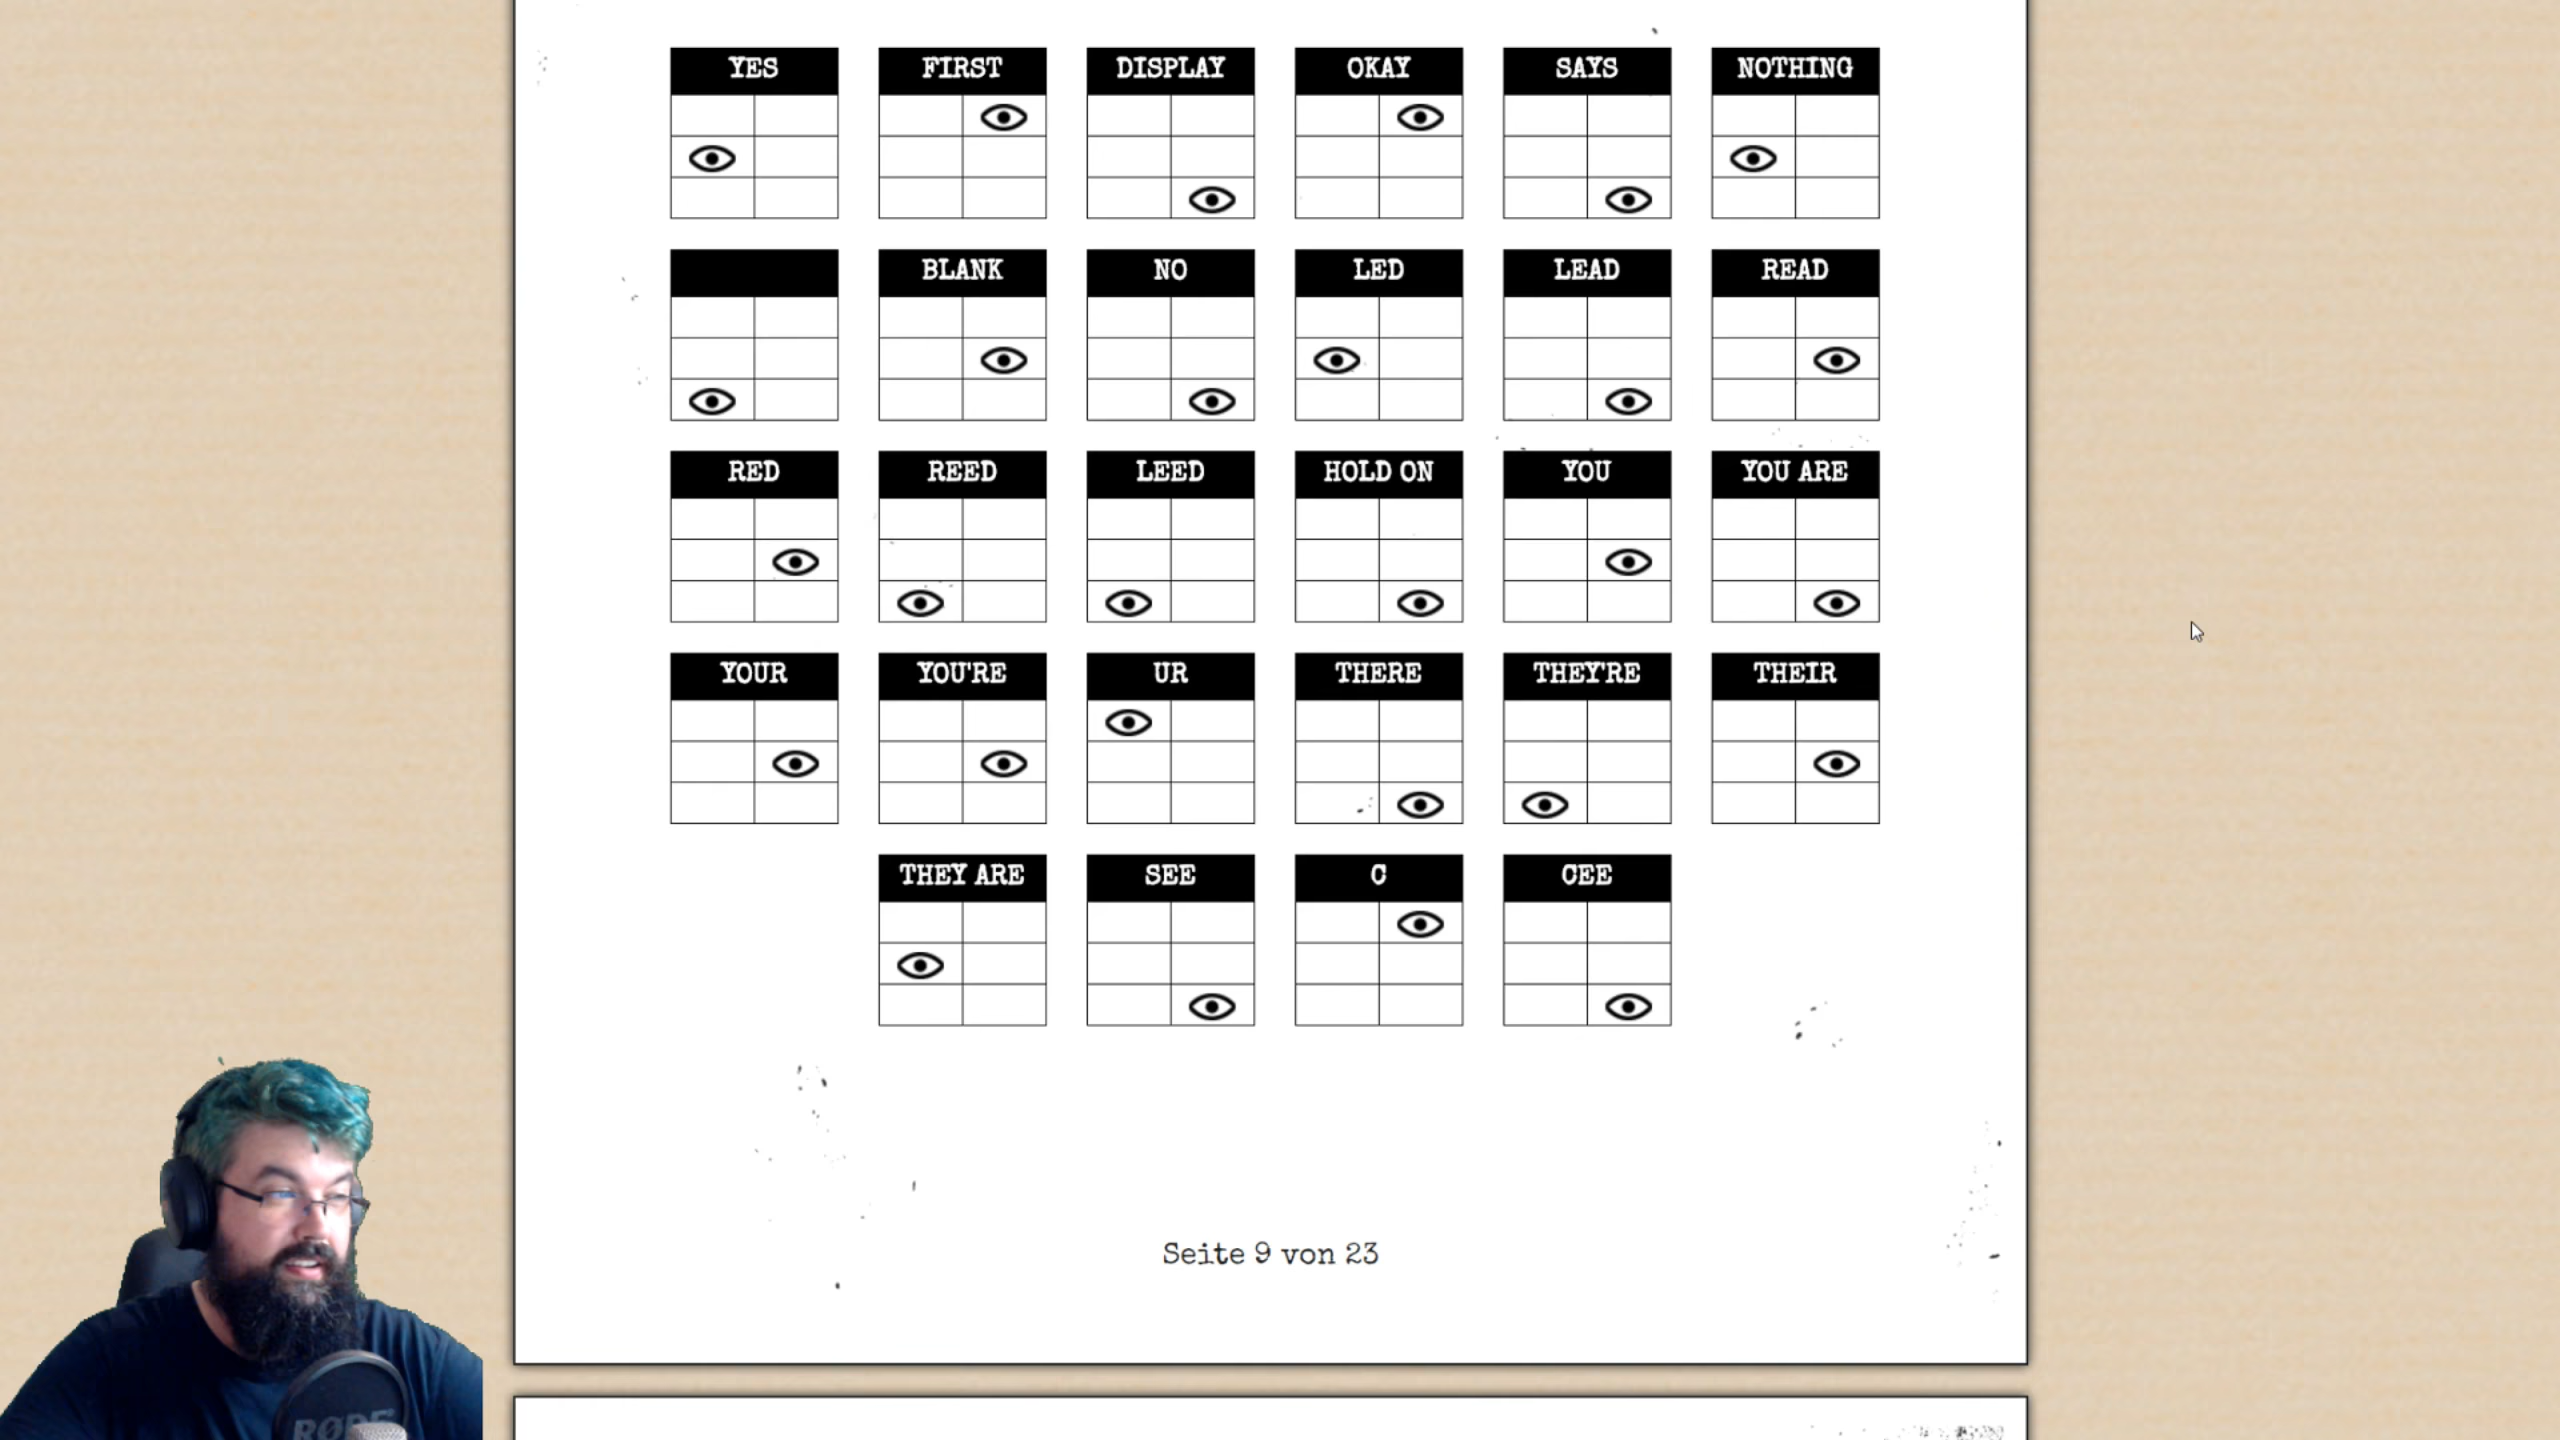 YES FIRST DISPLAY OKAY SAYS NOTHING
BLANK NO LED LEAD READ
RED REED LEED HOLD ON YOU YOU ARE
YOUR YOU'RE UR THERE THEY'RE THEIR
THEY ARE SEE C CEE
Seite 9 von 23
RØDE